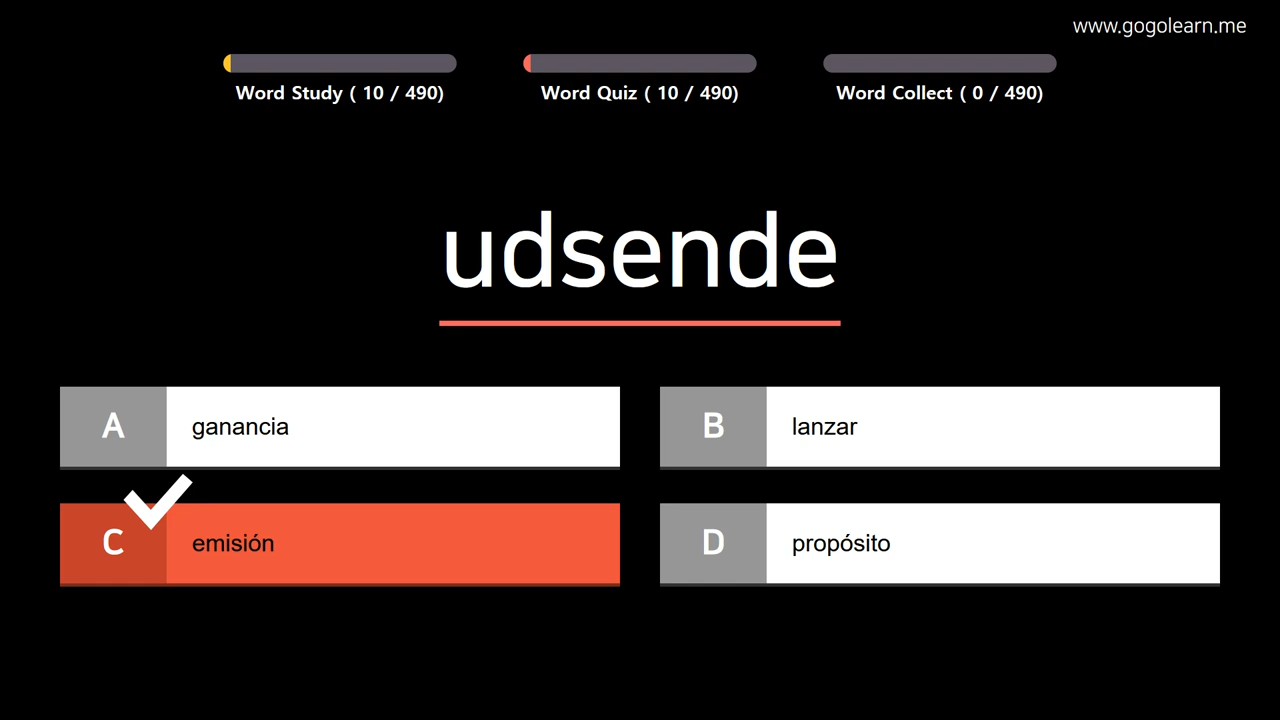 www.gogolearn.me
Word Study ( 10 / 490)
Word Quiz ( 10 / 490)
Word Collect ( 0 / 490)
udsende
A ganancia
B lanzar
C emisión
D propósito